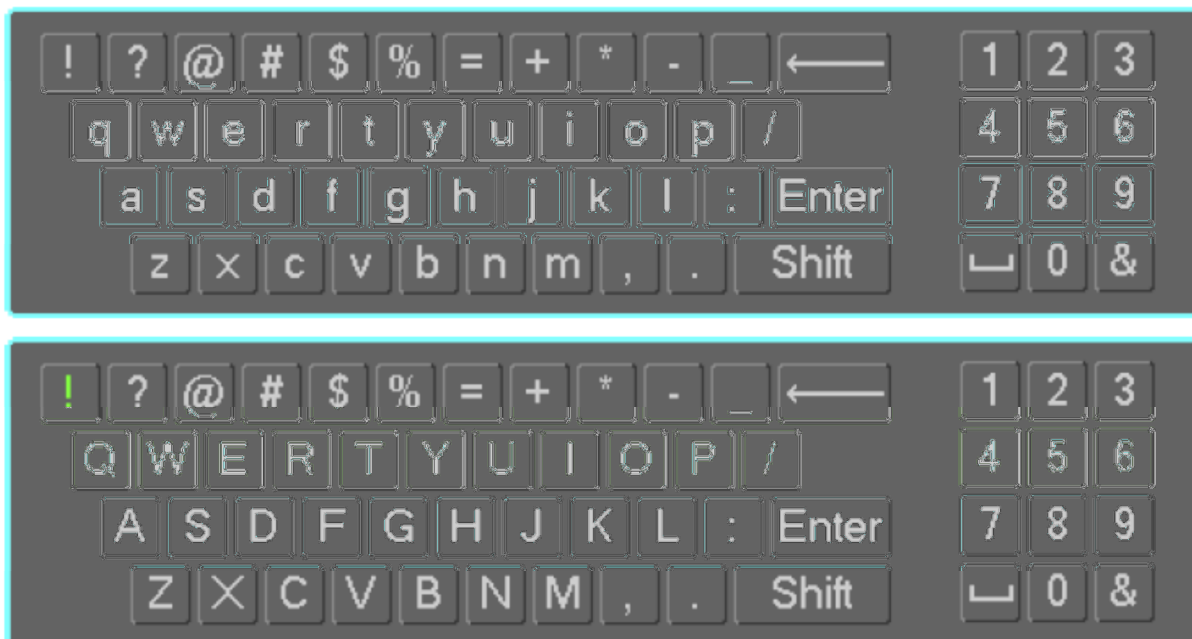 ! ? @ # $ % = + * - _ ← 1 2 3
q w e r t y u i o p / 4 5 6
a s d f g h j k l : Enter 7 8 9
z x c v b n m , . Shift ⎵ 0 &
! ? @ # $ % = + * - _ ← 1 2 3
Q W E R T Y U I O P / 4 5 6
A S D F G H J K L : Enter 7 8 9
Z X C V B N M , . Shift ⎵ 0 &